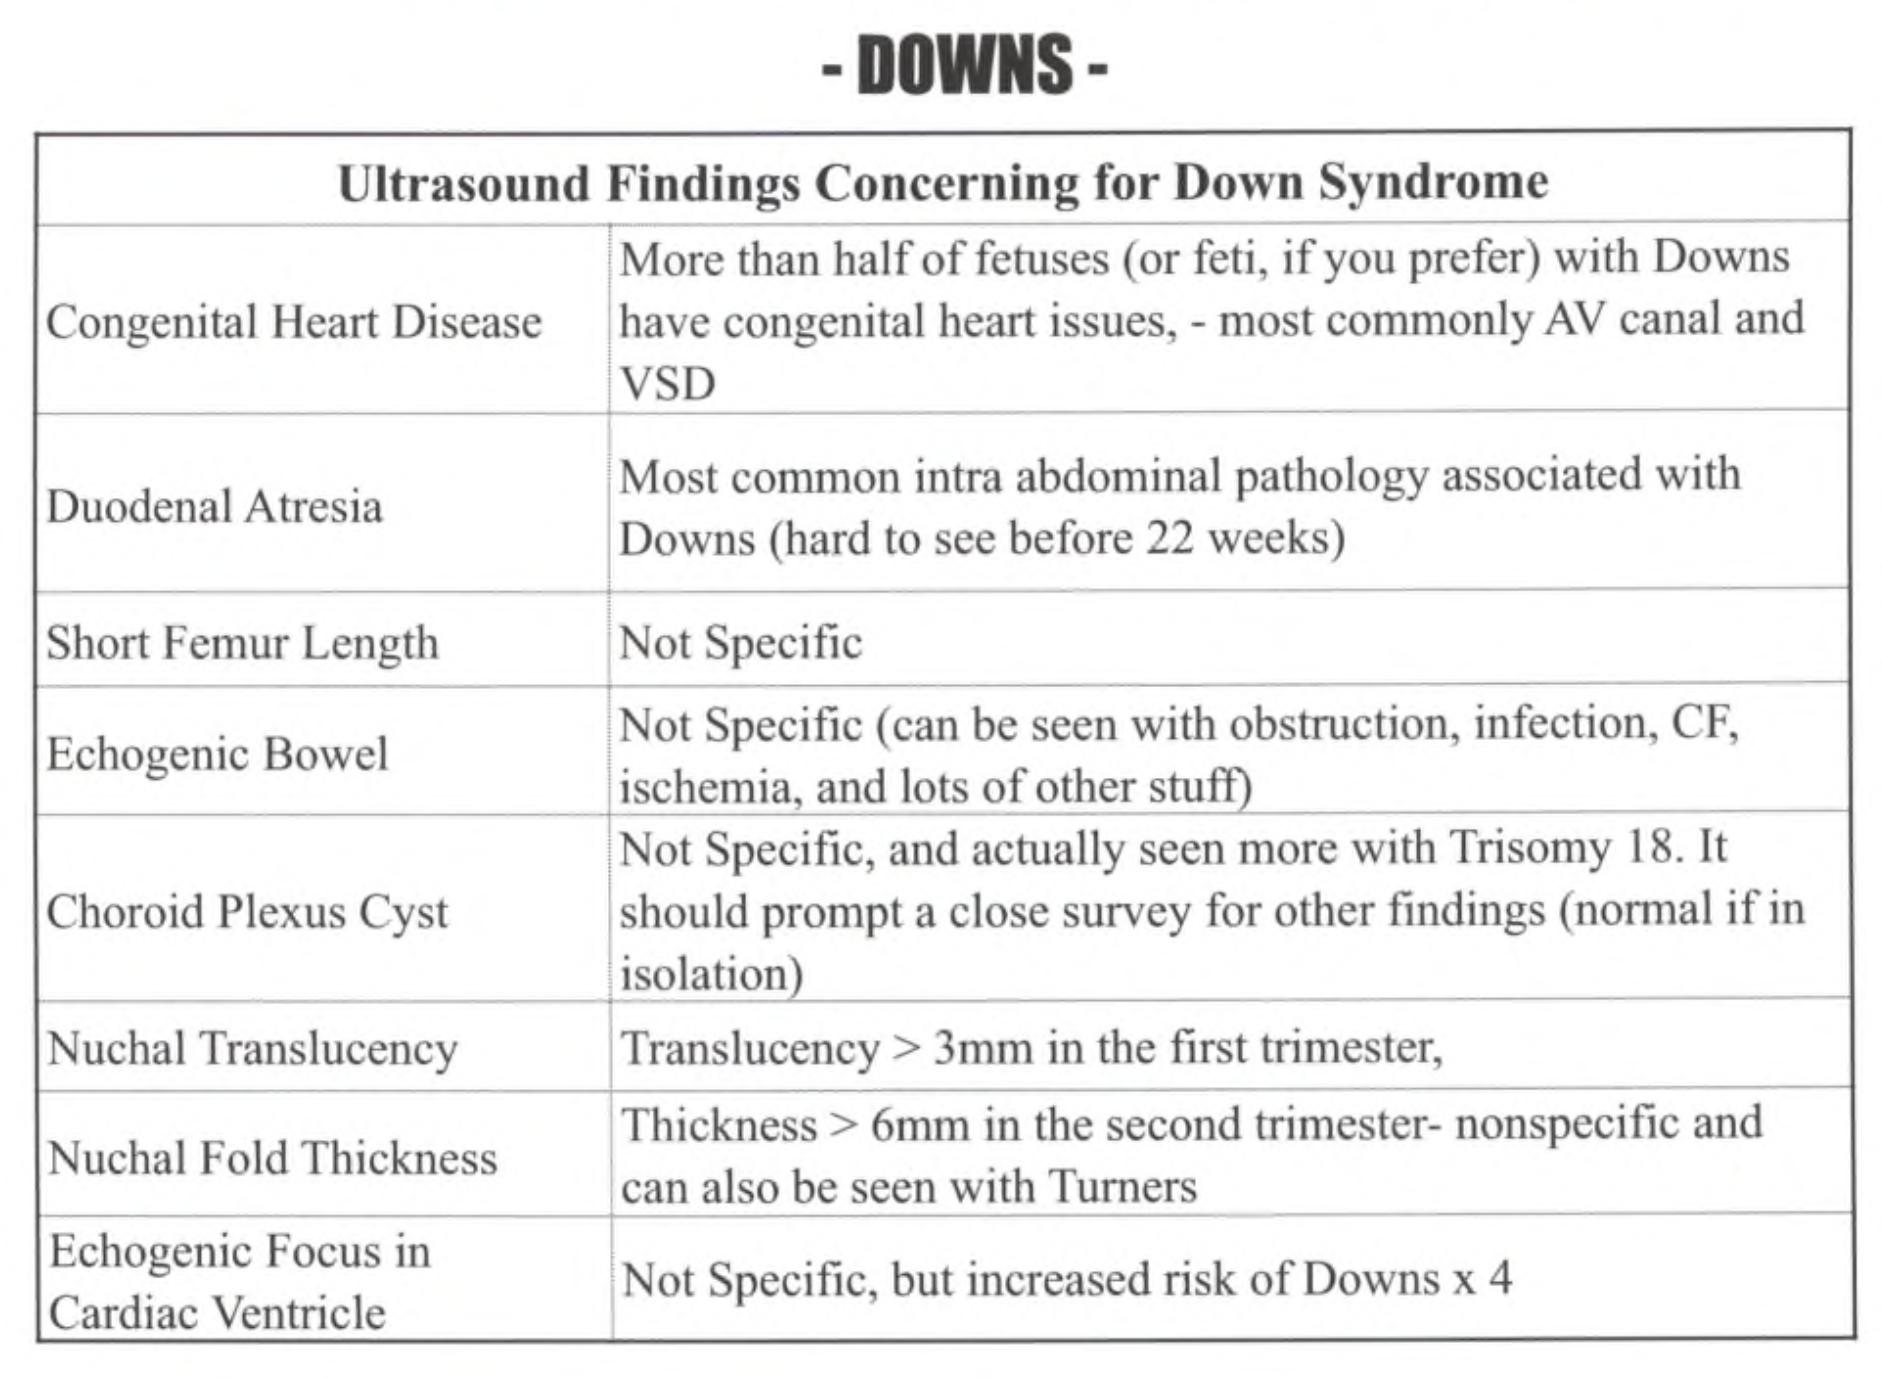 - DOWNS -
Ultrasound Findings Concerning for Down Syndrome
Congenital Heart Disease
More than half of fetuses (or feti, if you prefer) with Downs
have congenital heart issues, - most commonly AV canal and
VSD
Duodenal Atresia
Most common intra abdominal pathology associated with
Downs (hard to see before 22 weeks)
Short Femur Length
Not Specific
Echogenic Bowel
Not Specific (can be seen with obstruction, infection, CF,
ischemia, and lots of other stuff)
Choroid Plexus Cyst
Not Specific, and actually seen more with Trisomy 18. It
should prompt a close survey for other findings (normal if in
isolation)
Nuchal Translucency
Translucency > 3mm in the first trimester,
Nuchal Fold Thickness
Thickness > 6mm in the second trimester- nonspecific and
can also be seen with Turners
Echogenic Focus in
Cardiac Ventricle
Not Specific, but increased risk of Downs x 4